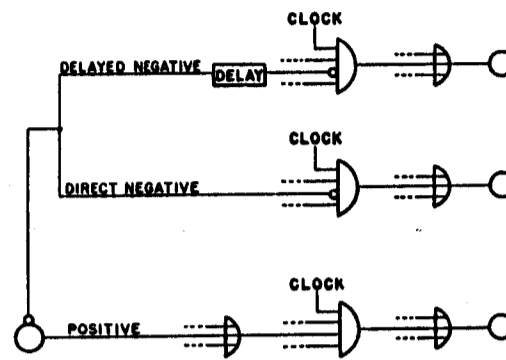 CLOCK
DELAYED NEGATIVE
DELAY
CLOCK
DIRECT NEGATIVE
CLOCK
POSITIVE